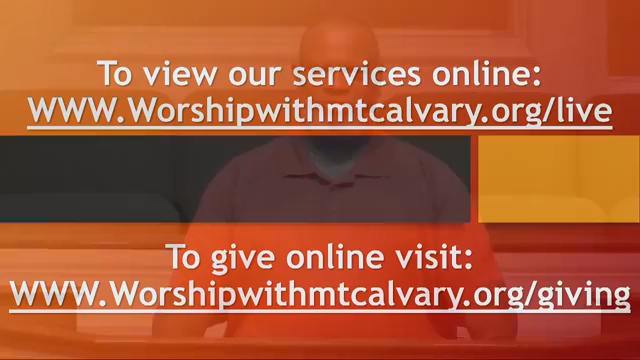 To view our services online:
WWW.Worshipwithmtcalvary.org/live
To give online visit:
WWW.Worshipwithmtcalvary.org/giving